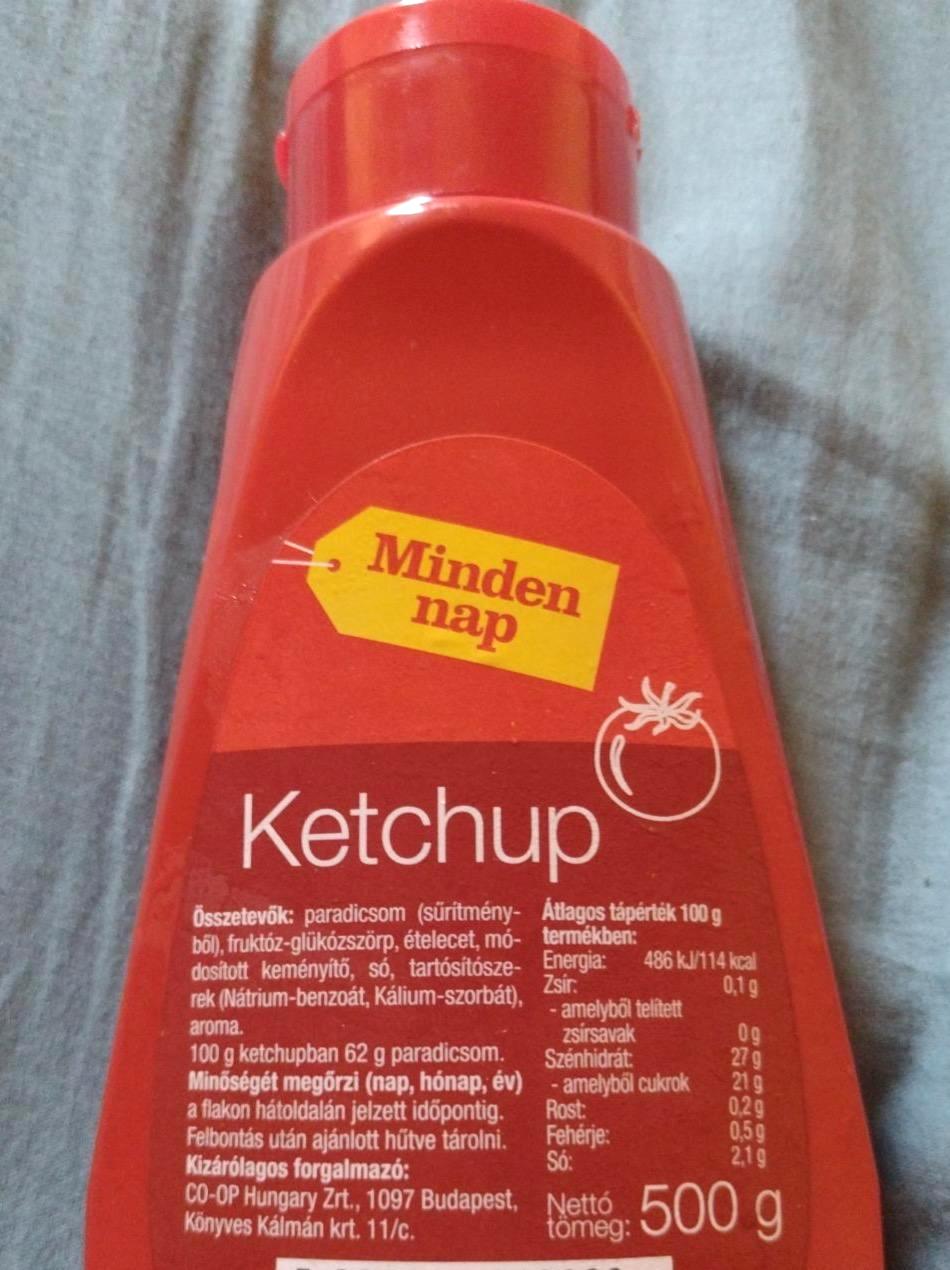 Minden
nap
Ketchup
Összetevők: paradicsom (sűrítmény-
ből), fruktóz-glükózszörp, ételecet, mó-
dosított keményítő, só, tartósítósze-
rek (Nátrium-benzoát, Kálium-szorbát),
aroma.
100 g ketchupban 62 g paradicsom.
Minőségét megőrzi (nap, hónap, év)
a flakon hátoldalán jelzett időpontig.
Felbontás után ajánlott hűtve tárolni.
Kizárólagos forgalmazó:
CO-OP Hungary Zrt., 1097 Budapest,
Könyves Kálmán krt. 11/c.
Átlagos tápérték 100 g
termékben:
Energia: 486 kJ/114 kcal
Zsír: 0,1 g
- amelyből telített
zsírsavak 0 g
Szénhidrát: 27 g
- amelyből cukrok 21 g
Rost: 0,2 g
Fehérje: 0,5 g
Só: 2,1 g
Nettó
tömeg: 500 g